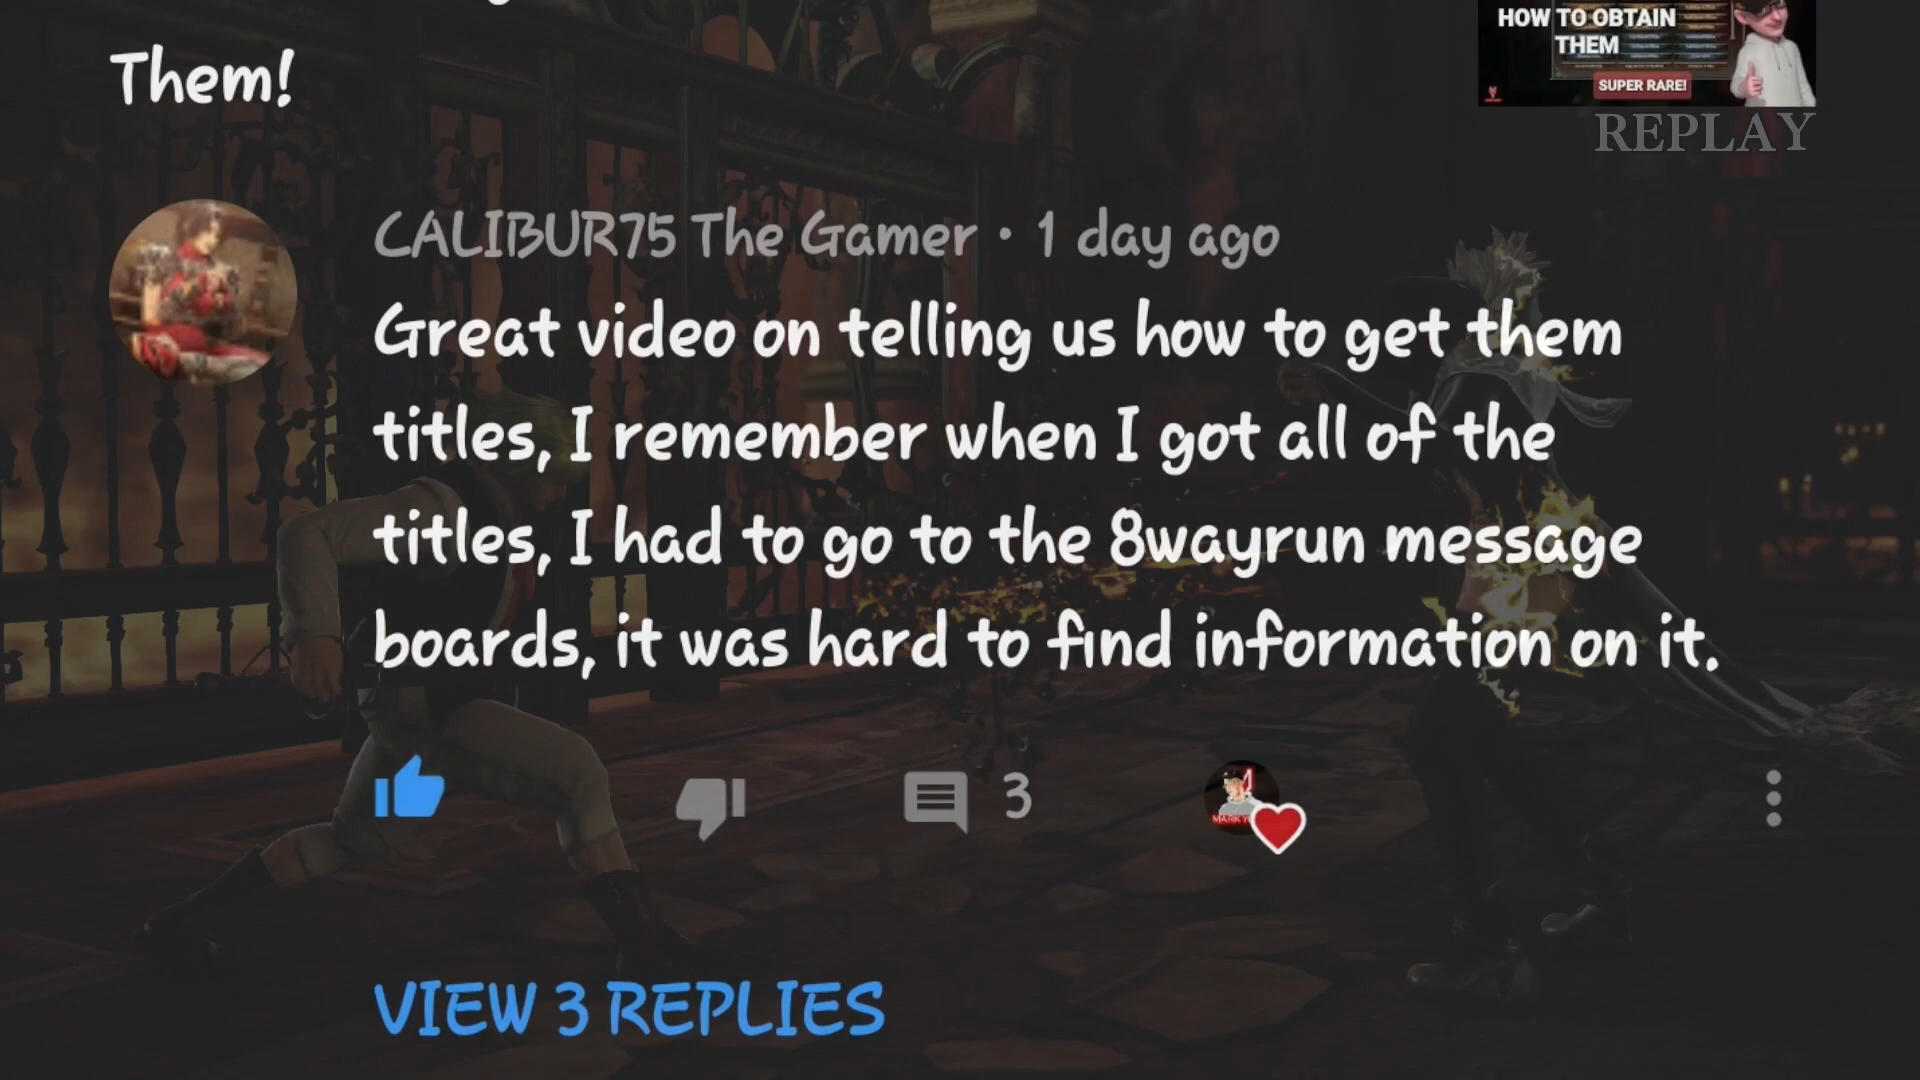 HOW TO OBTAIN
THEM
SUPER RARE!
Them!
REPLAY
CALIBUR75 The Gamer • 1 day ago
Great video on telling us how to get them
titles, I remember when I got all of the
titles, I had to go to the 8wayrun message
boards, it was hard to find information on it.
3
VIEW 3 REPLIES